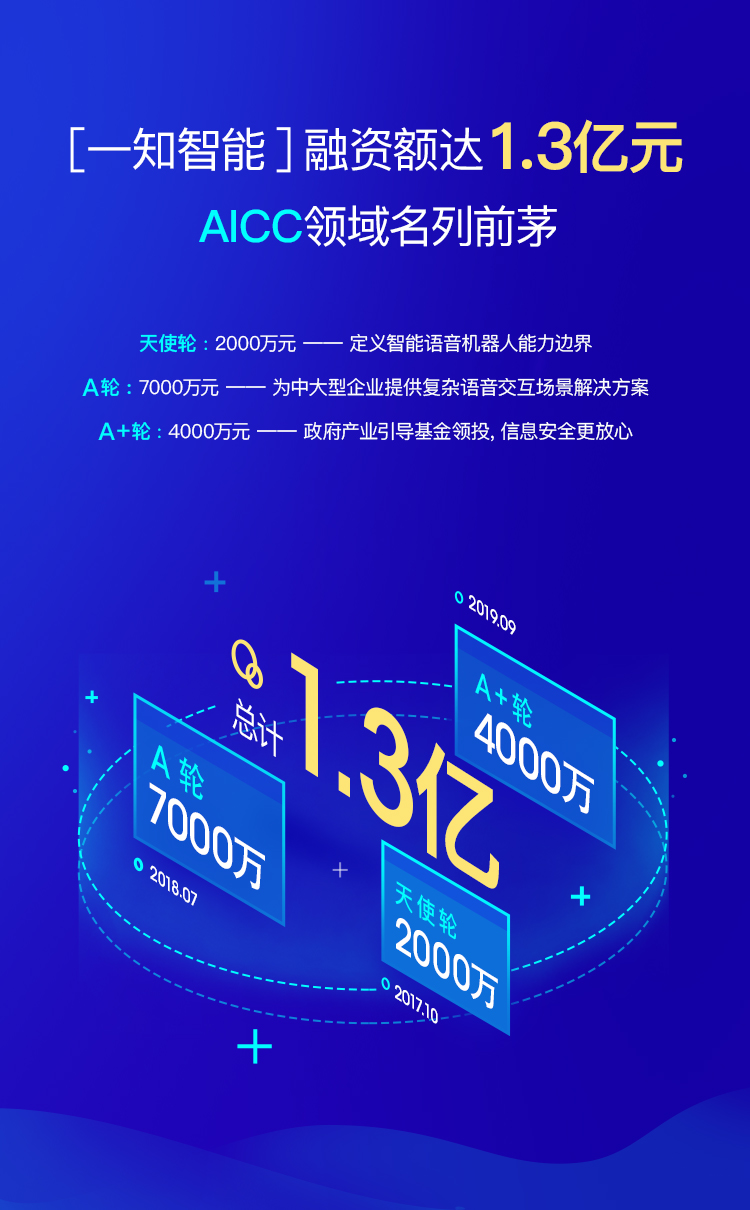 [一知智能]融资额达1.3亿元
AICC领域名列前茅
天使轮：2000万元 —— 定义智能语音机器人能力边界
A轮：7000万元 —— 为中大型企业提供复杂语音交互场景解决方案
A+轮：4000万元 —— 政府产业引导基金领投, 信息安全更放心
2019.09
A+轮
4000万
总计
1.3亿
A 轮
7000万
2018.07
天使轮
2000万
2017.10